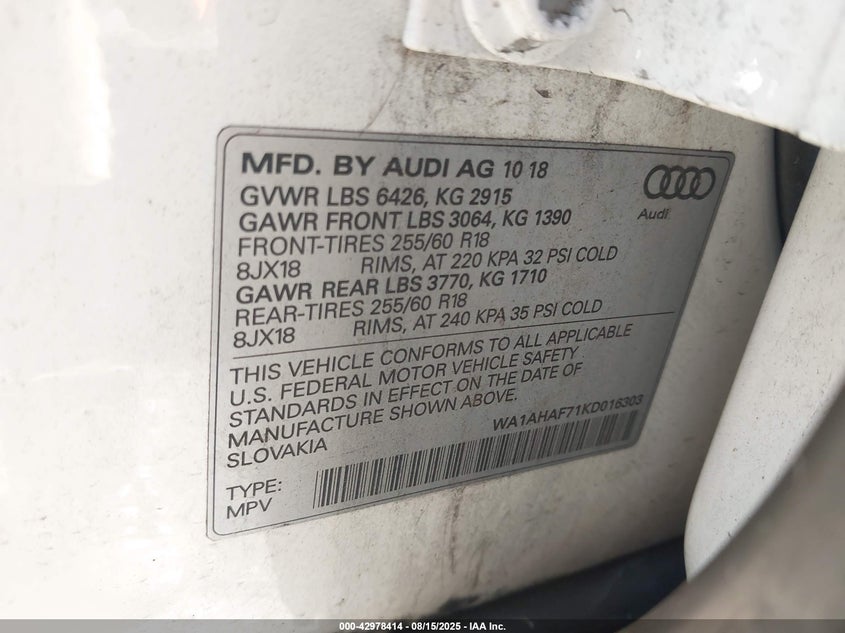 MFD. BY AUDI AG 10 18
GVWR LBS 6426, KG 2915
GAWR FRONT LBS 3064, KG 1390
FRONT-TIRES 255/60 R18
8JX18 RIMS, AT 220 KPA 32 PSI COLD
GAWR REAR LBS 3770, KG 1710
REAR-TIRES 255/60 R18
8JX18 RIMS, AT 240 KPA 35 PSI COLD
Audi
THIS VEHICLE CONFORMS TO ALL APPLICABLE
U.S. FEDERAL MOTOR VEHICLE SAFETY
STANDARDS IN EFFECT ON THE DATE OF
MANUFACTURE SHOWN ABOVE.
SLOVAKIA
WA1AHAF71KD016303
TYPE:
MPV
000-42978414 - 08/15/2025 - IAA Inc.